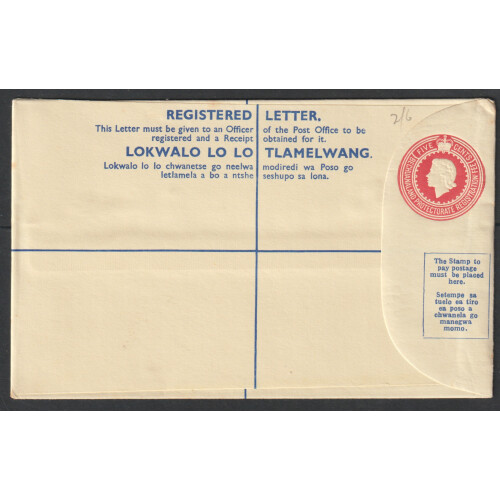 REGISTERED LETTER.
This Letter must be given to an Officer of the Post Office to be
registered and a Receipt obtained for it.
LOKWALO LO LO TLAMELWANG.
Lokwalo lo lo chwanetse go neelwa modiredi wa Poso go
letlamela a bo a ntshe seshupo sa lona.
2/6
FIVE CENTS FEE
BECHUANALAND PROTECTORATE REGISTRATION
The Stamp to
pay postage
must be placed
here.
Setempe sa
tuelo ea tiro
ea poso a
chwanela go
manegwa
mono.